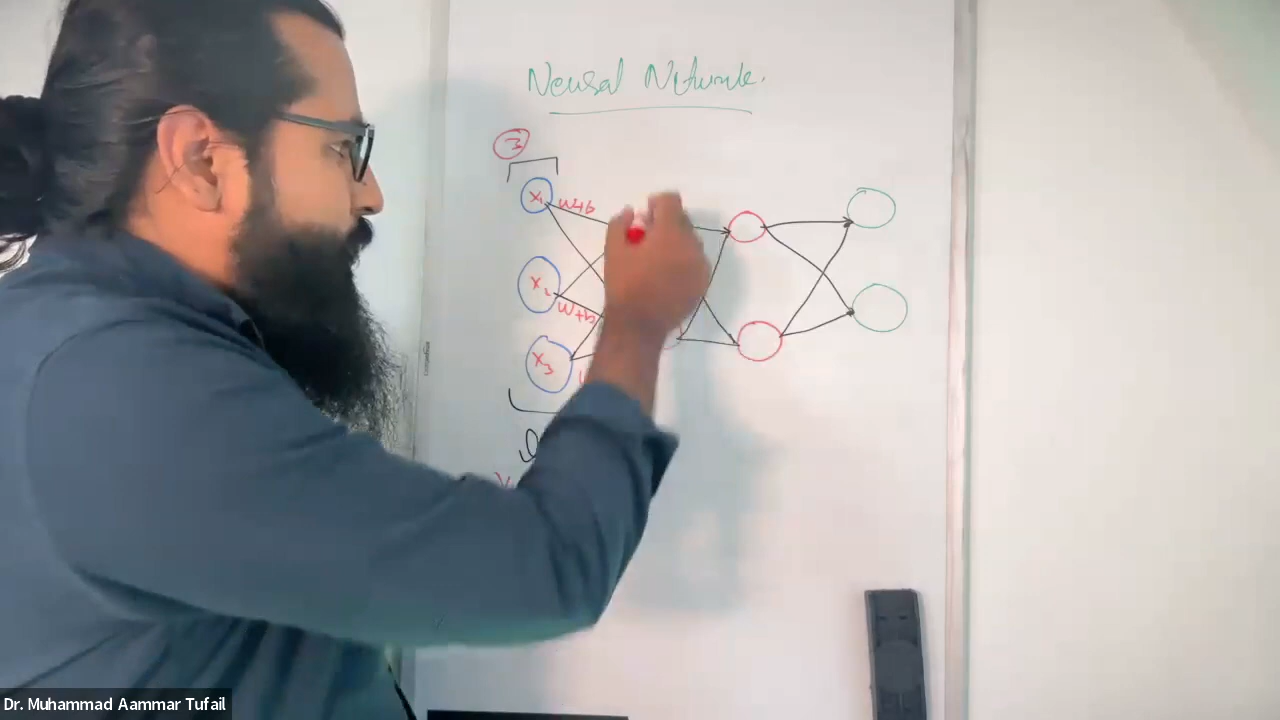 Neural Network.
3
x₁ w+b
x₂
w+b
x₃
Dr. Muhammad Aammar Tufail